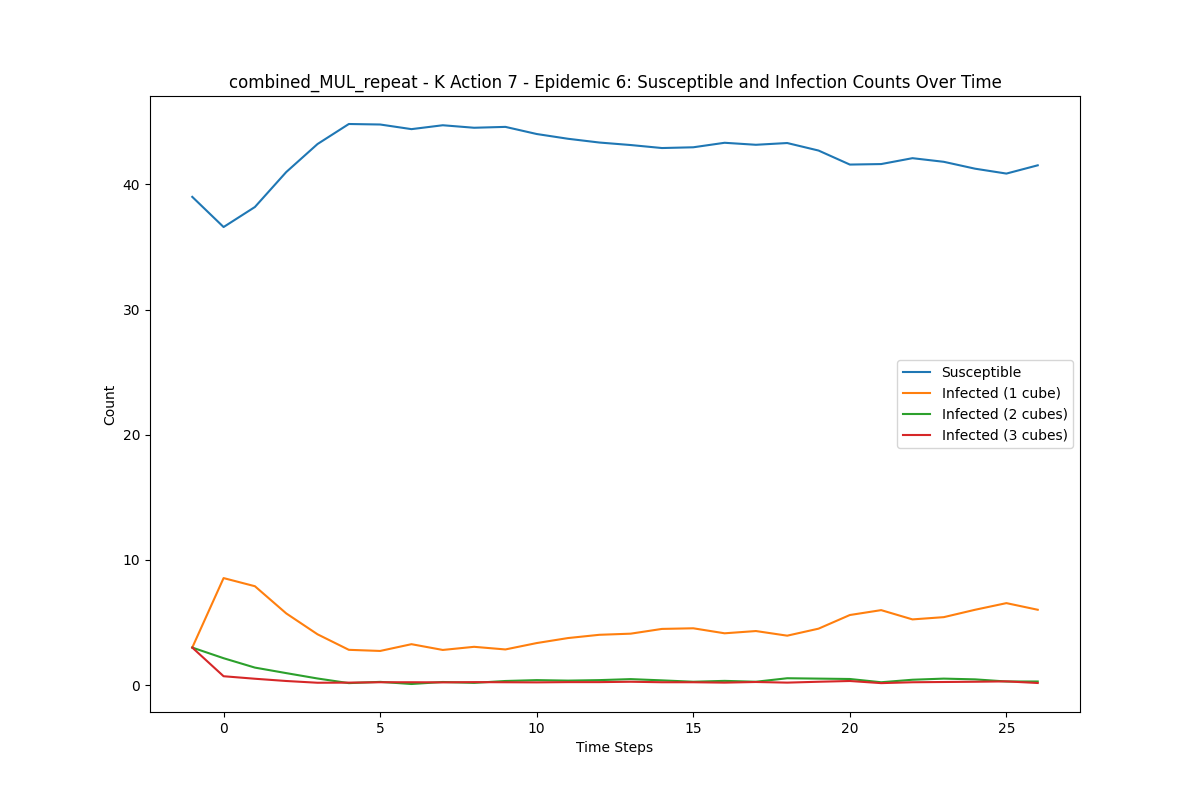 combined_MUL_repeat - K Action 7 - Epidemic 6: Susceptible and Infection Counts Over Time
40
30
20
10
0
Count
Susceptible
Infected (1 cube)
Infected (2 cubes)
Infected (3 cubes)
0 5 10 15 20 25
Time Steps